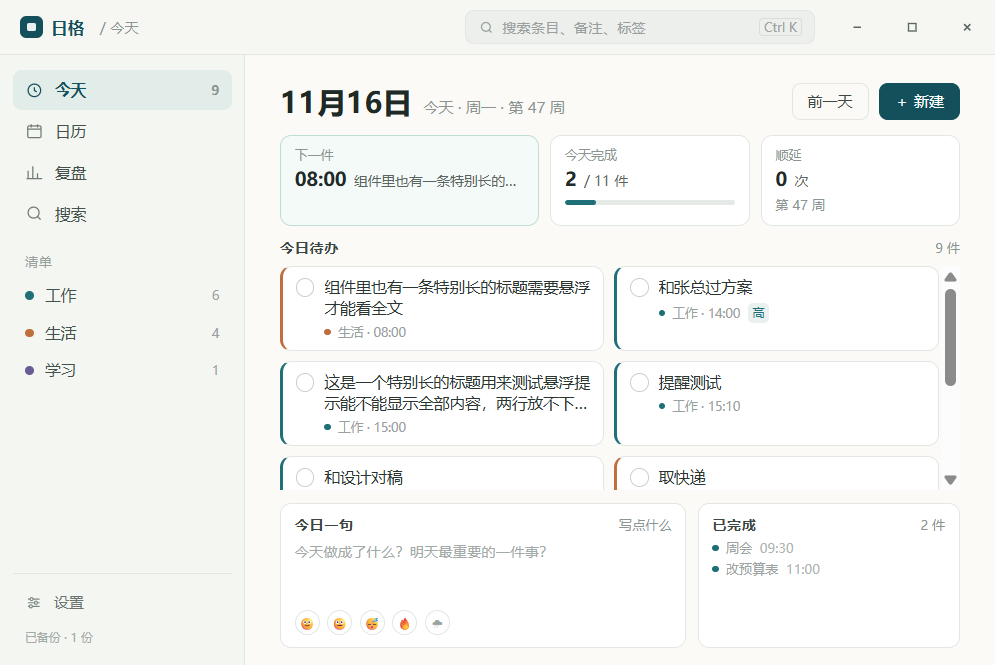 日格 / 今天
搜索条目、备注、标签 Ctrl K
今天 9
日历
复盘
搜索
清单
工作 6
生活 4
学习 1
设置
已备份 · 1 份
11月16日 今天 · 周一 · 第 47 周
前一天
+ 新建
下一件
08:00 组件里也有一条特别长的...
今天完成
2 / 11 件
顺延
0 次
第 47 周
今日待办 9 件
组件里也有一条特别长的标题需要悬浮
才能看全文
生活 · 08:00
和张总过方案
工作 · 14:00 高
这是一个特别长的标题用来测试悬浮提
示能不能显示全部内容，两行放不下...
工作 · 15:00
提醒测试
工作 · 15:10
和设计对稿
取快递
今日一句 写点什么
今天做成了什么？明天最重要的一件事？
已完成 2 件
周会 09:30
改预算表 11:00